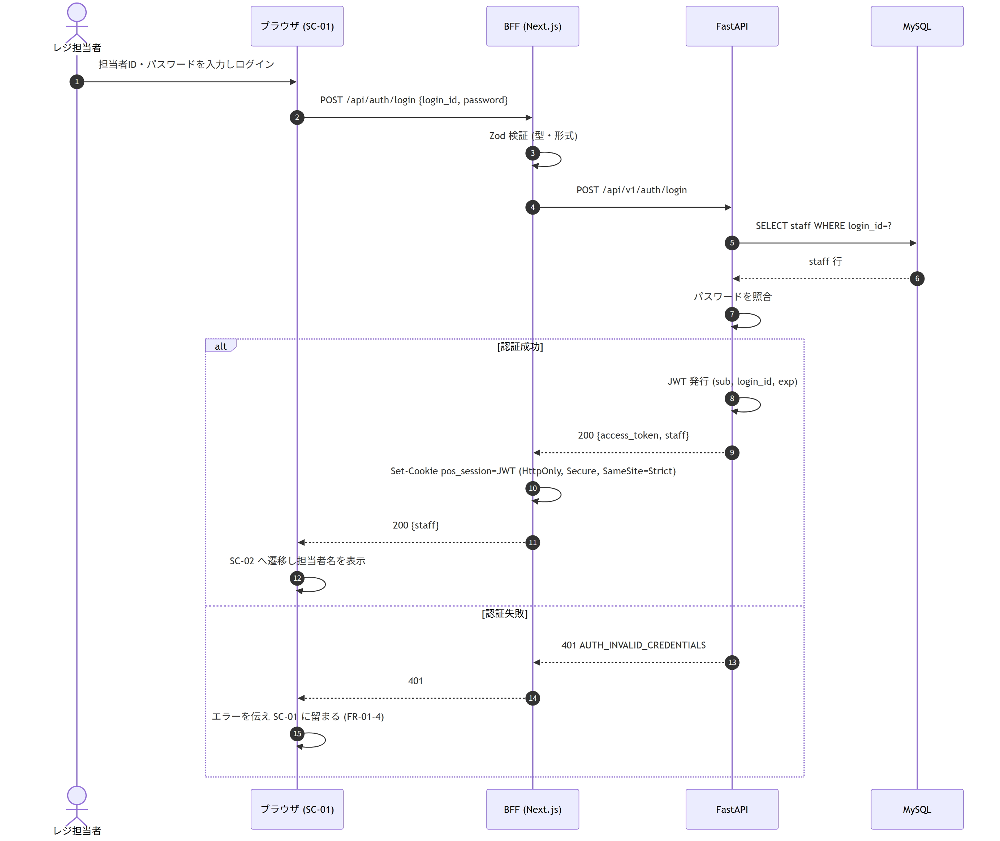 レジ担当者
ブラウザ (SC-01)
BFF (Next.js)
FastAPI
MySQL
担当者ID・パスワードを入力しログイン
1
POST /api/auth/login {login_id, password}
2
Zod 検証 (型・形式)
3
POST /api/v1/auth/login
4
SELECT staff WHERE login_id=?
5
staff 行
6
パスワードを照合
7
alt
[認証成功]
JWT 発行 (sub, login_id, exp)
8
200 {access_token, staff}
9
Set-Cookie pos_session=JWT (HttpOnly, Secure, SameSite=Strict)
10
200 {staff}
11
SC-02 へ遷移し担当者名を表示
12
[認証失敗]
401 AUTH_INVALID_CREDENTIALS
13
401
14
エラーを伝え SC-01 に留まる (FR-01-4)
15
レジ担当者
ブラウザ (SC-01)
BFF (Next.js)
FastAPI
MySQL